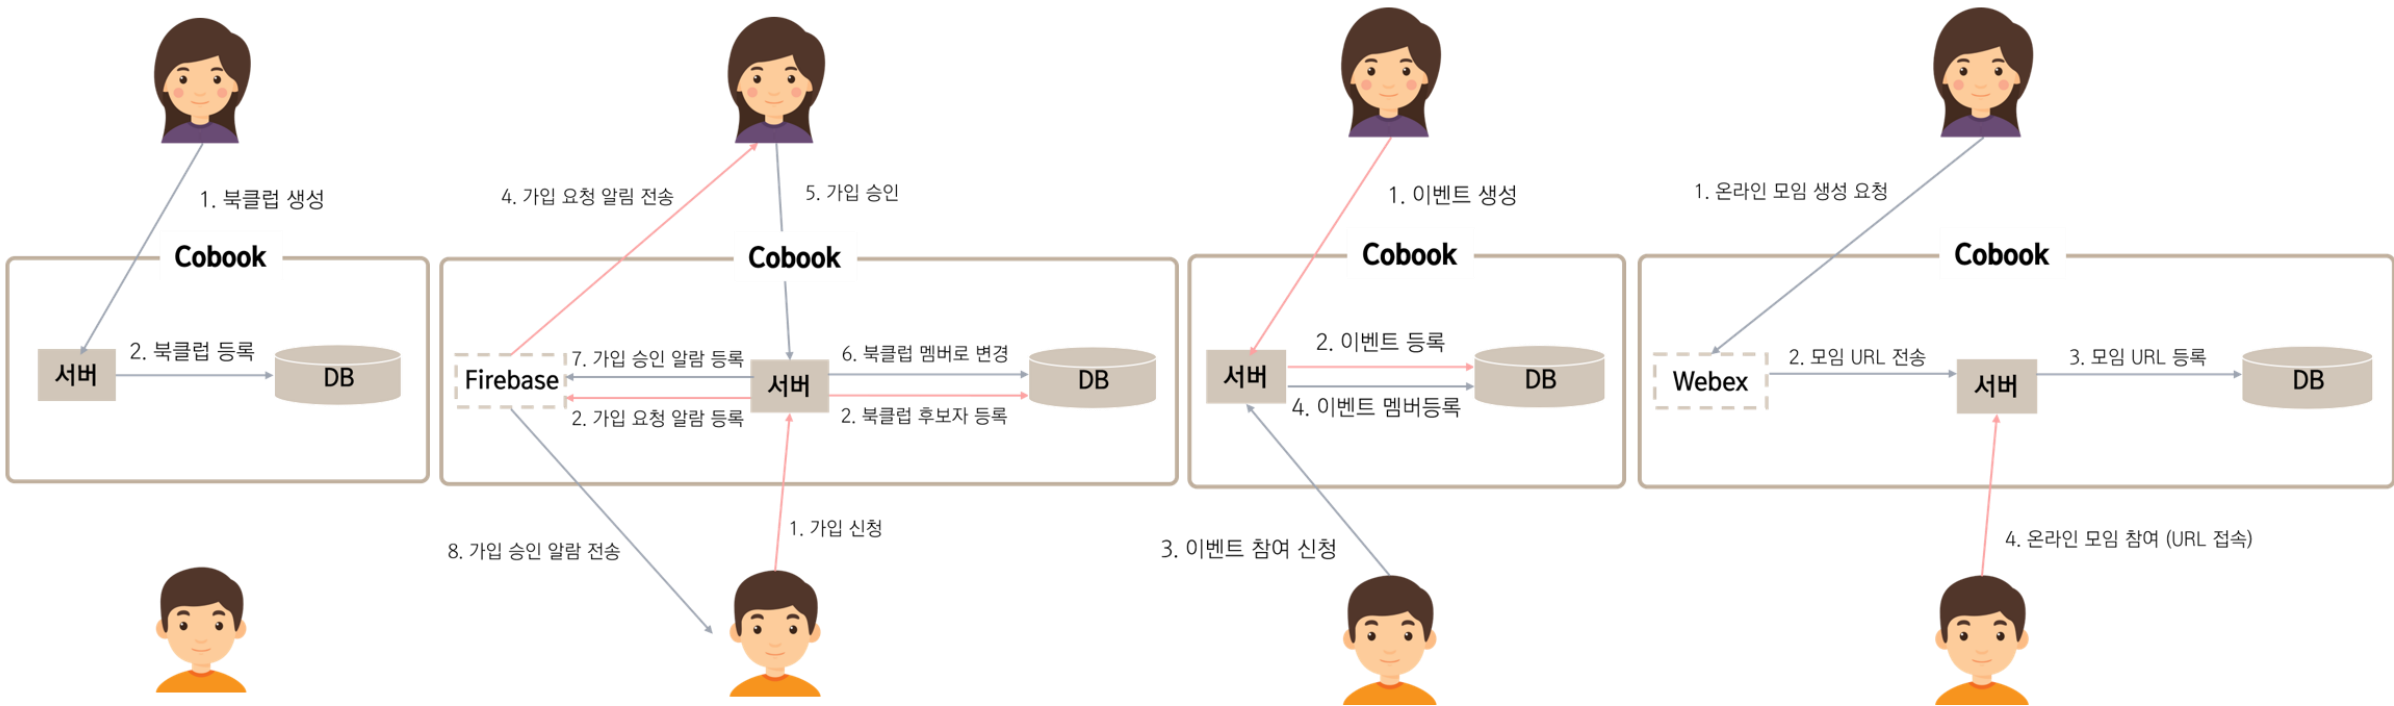 1. 북클럽 생성
Cobook
2. 북클럽 등록
서버
DB
4. 가입 요청 알림 전송
5. 가입 승인
Cobook
7. 가입 승인 알람 등록
6. 북클럽 멤버로 변경
Firebase
서버
DB
2. 가입 요청 알람 등록
2. 북클럽 후보자 등록
1. 가입 신청
8. 가입 승인 알람 전송
1. 이벤트 생성
Cobook
2. 이벤트 등록
서버
DB
4. 이벤트 멤버등록
3. 이벤트 참여 신청
1. 온라인 모임 생성 요청
Cobook
2. 모임 URL 전송
3. 모임 URL 등록
Webex
서버
DB
4. 온라인 모임 참여 (URL 접속)